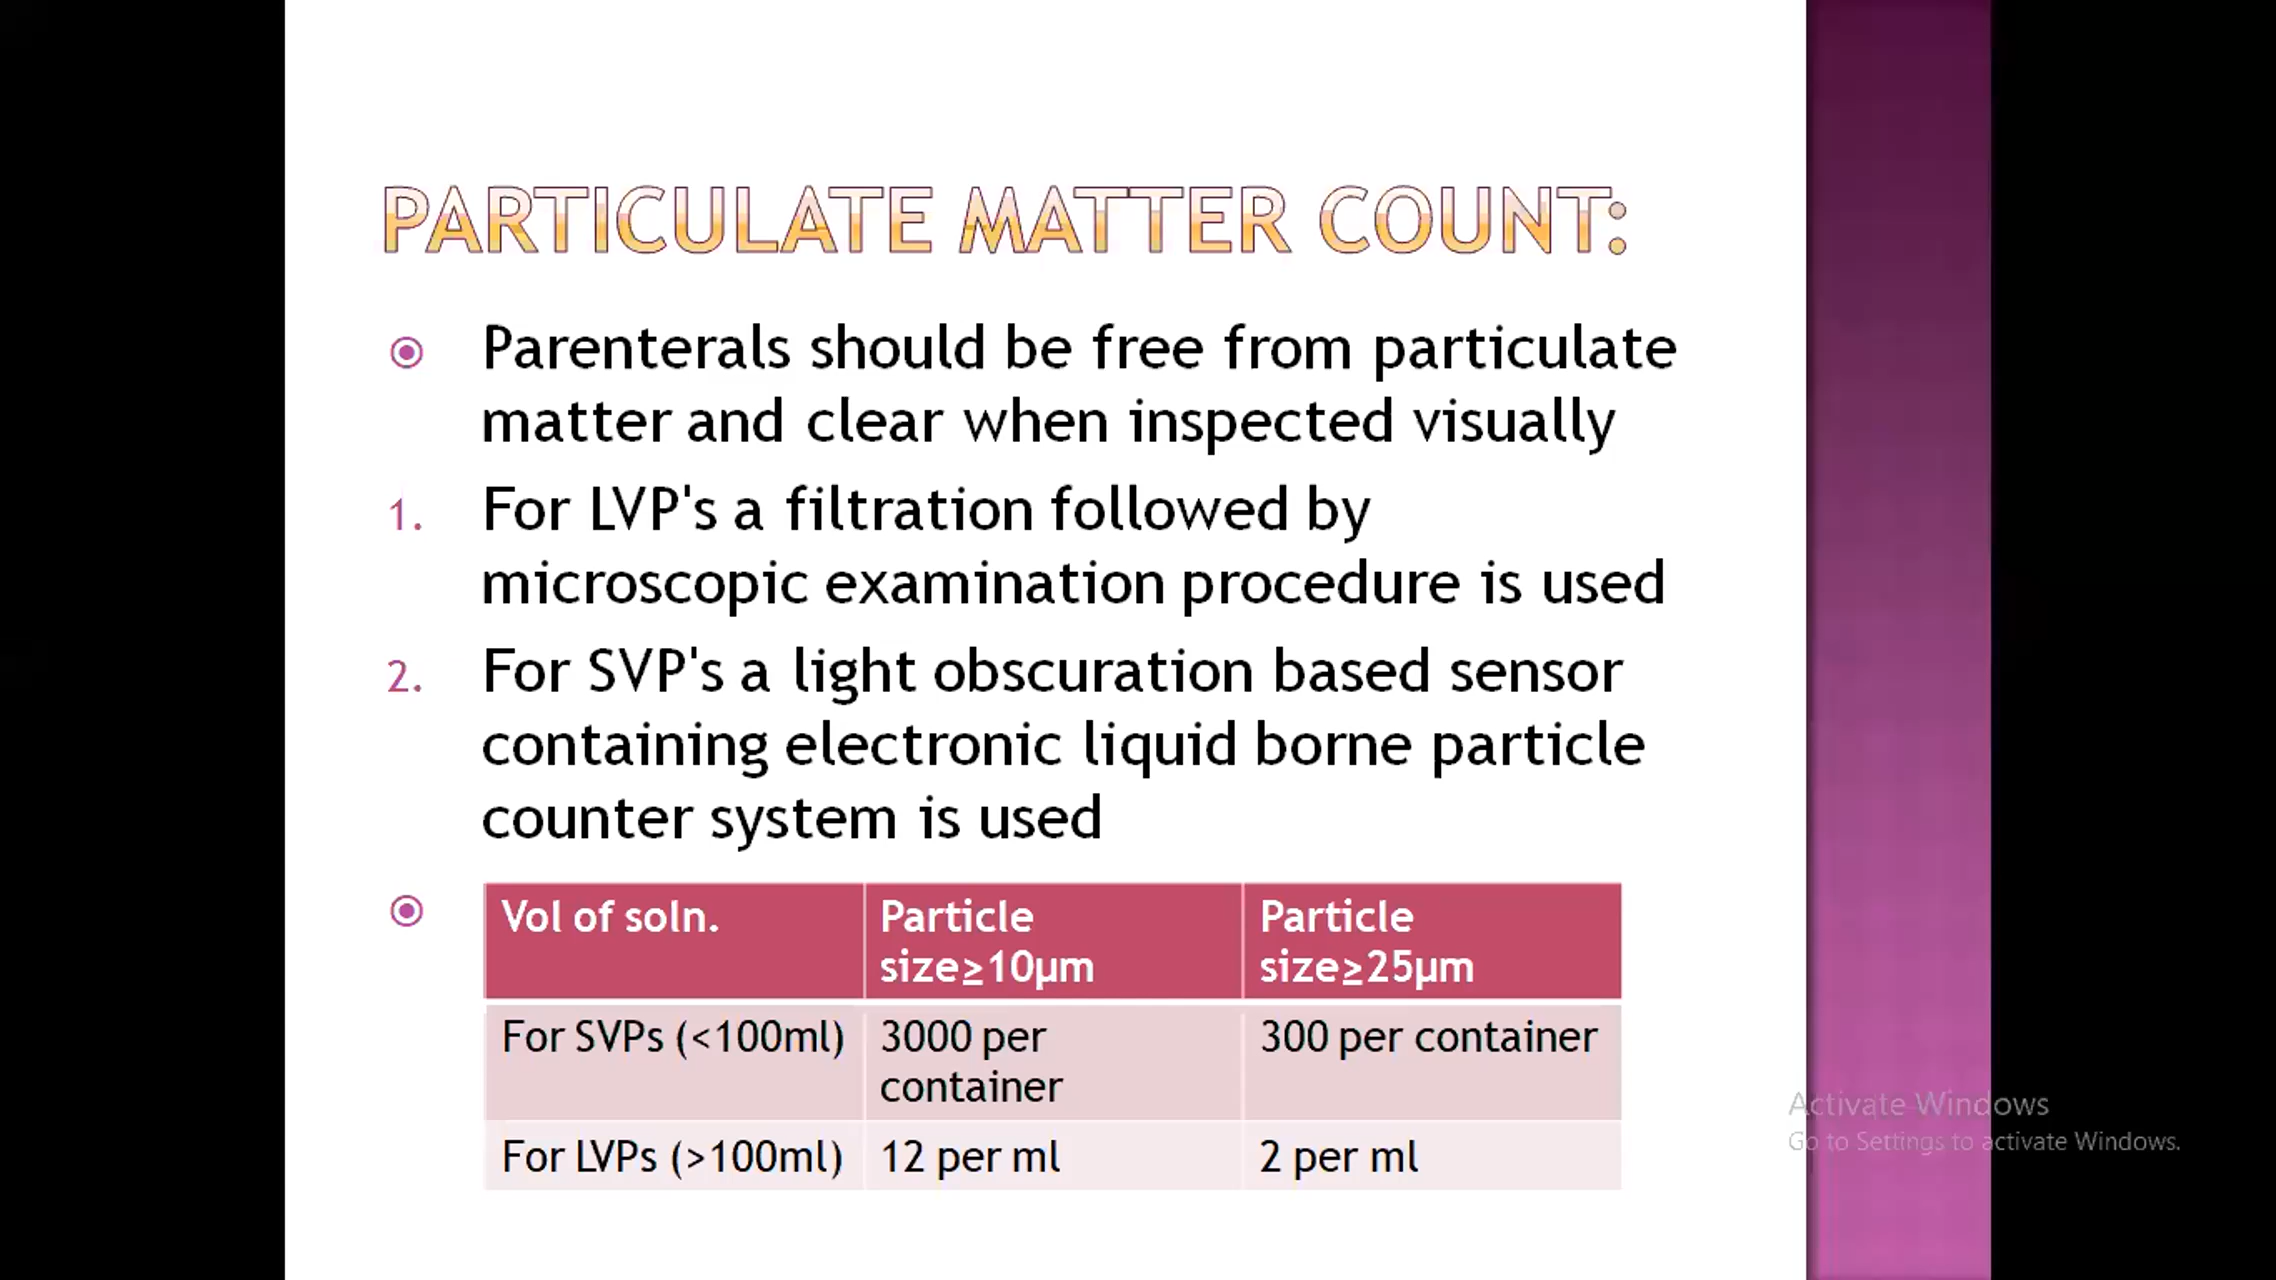 PARTICULATE MATTER COUNT:
Parenterals should be free from particulate
matter and clear when inspected visually
1. For LVP's a filtration followed by
microscopic examination procedure is used
2. For SVP's a light obscuration based sensor
containing electronic liquid borne particle
counter system is used
Vol of soln. Particle size≥10µm Particle size≥25µm
For SVPs (<100ml) 3000 per container 300 per container
For LVPs (>100ml) 12 per ml 2 per ml
Activate Windows
Go to Settings to activate Windows.